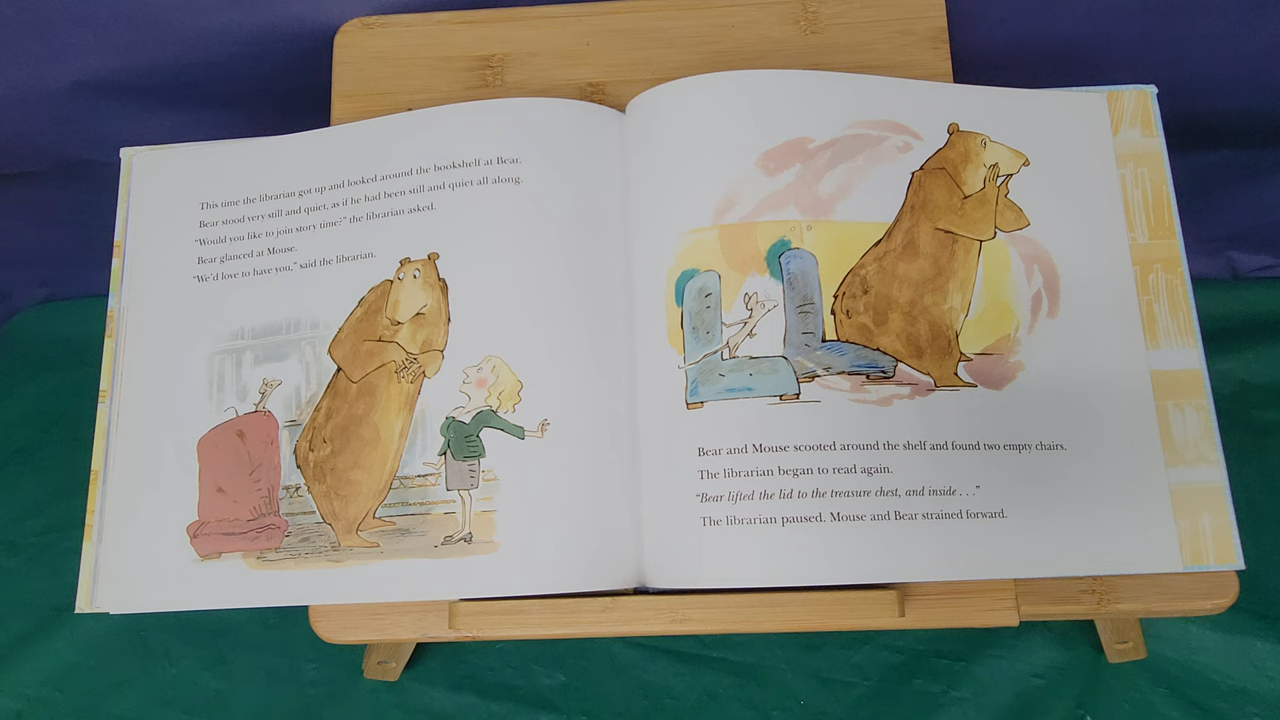 This time the librarian got up and looked around the bookshelf at Bear.
Bear stood very still and quiet, as if he had been still and quiet all along.
"Would you like to join story time?" the librarian asked.
Bear glanced at Mouse.
"We'd love to have you," said the librarian.
Bear and Mouse scooted around the shelf and found two empty chairs.
The librarian began to read again.
"Bear lifted the lid to the treasure chest, and inside . . ."
The librarian paused. Mouse and Bear strained forward.